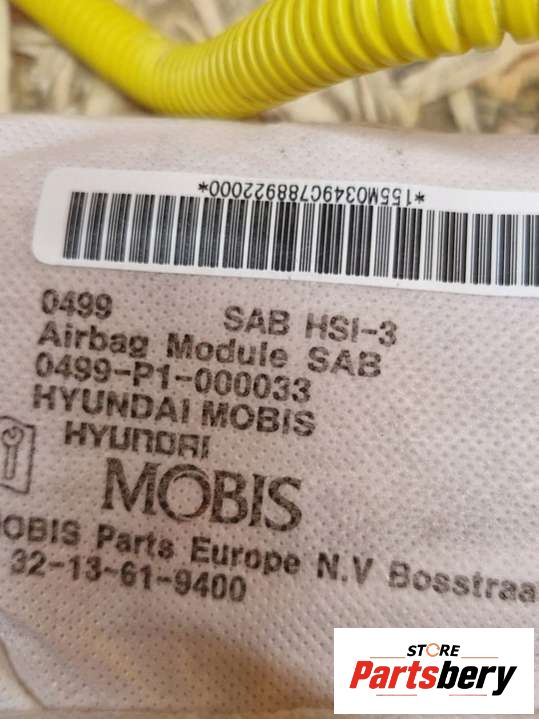 *155M0349C788922000*
0499 SAB HSI-3
Airbag Module SAB
0499-P1-000033
HYUNDAI MOBIS
HYUNDAI
MOBIS
MOBIS Parts Europe N.V Bosstraa
32-13-61-9400
STORE
Partsbery